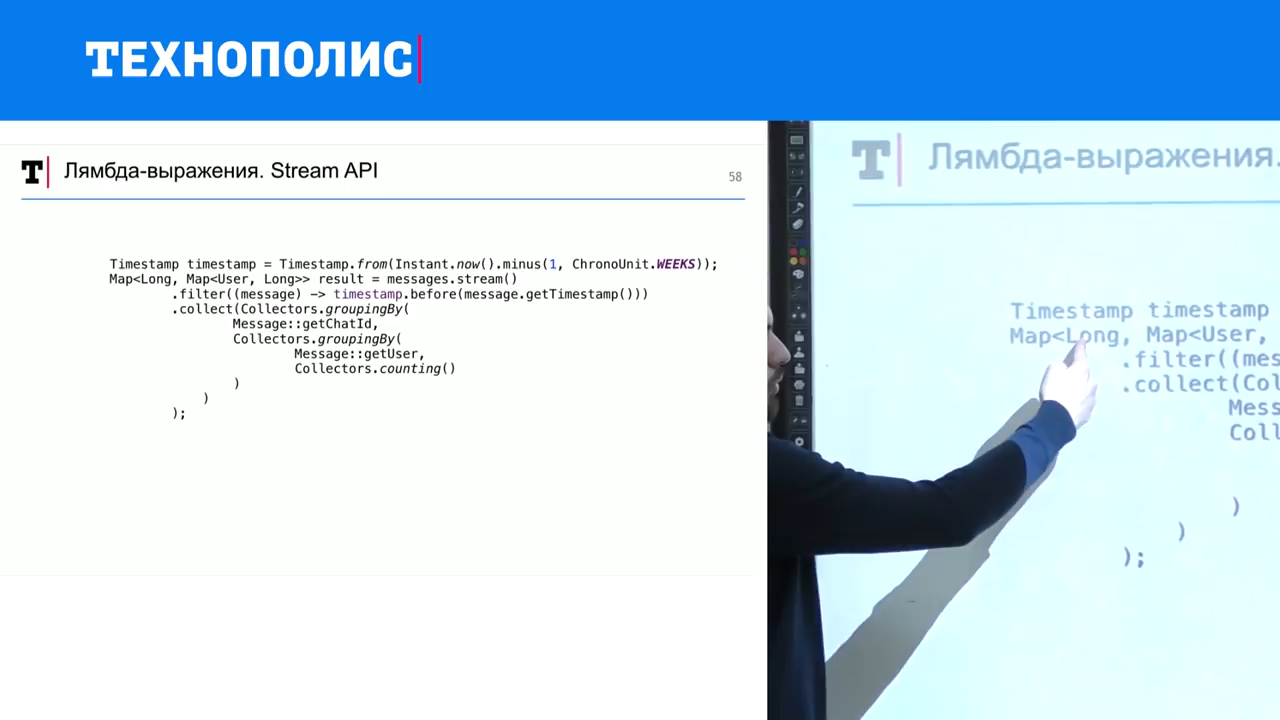 ТЕХНОПОЛИС
Т Лямбда-выражения. Stream API
58
Timestamp timestamp = Timestamp.from(Instant.now().minus(1, ChronoUnit.WEEKS));
Map<Long, Map<User, Long>> result = messages.stream()
.filter((message) -> timestamp.before(message.getTimestamp()))
.collect(Collectors.groupingBy(
Message::getChatId,
Collectors.groupingBy(
Message::getUser,
Collectors.counting()
)
)
);
Т Лямбда-выражения.
Timestamp timestamp
Map<Long, Map<User,
.filter((mes
.collect(Col
Mess
Coll
)
)
);